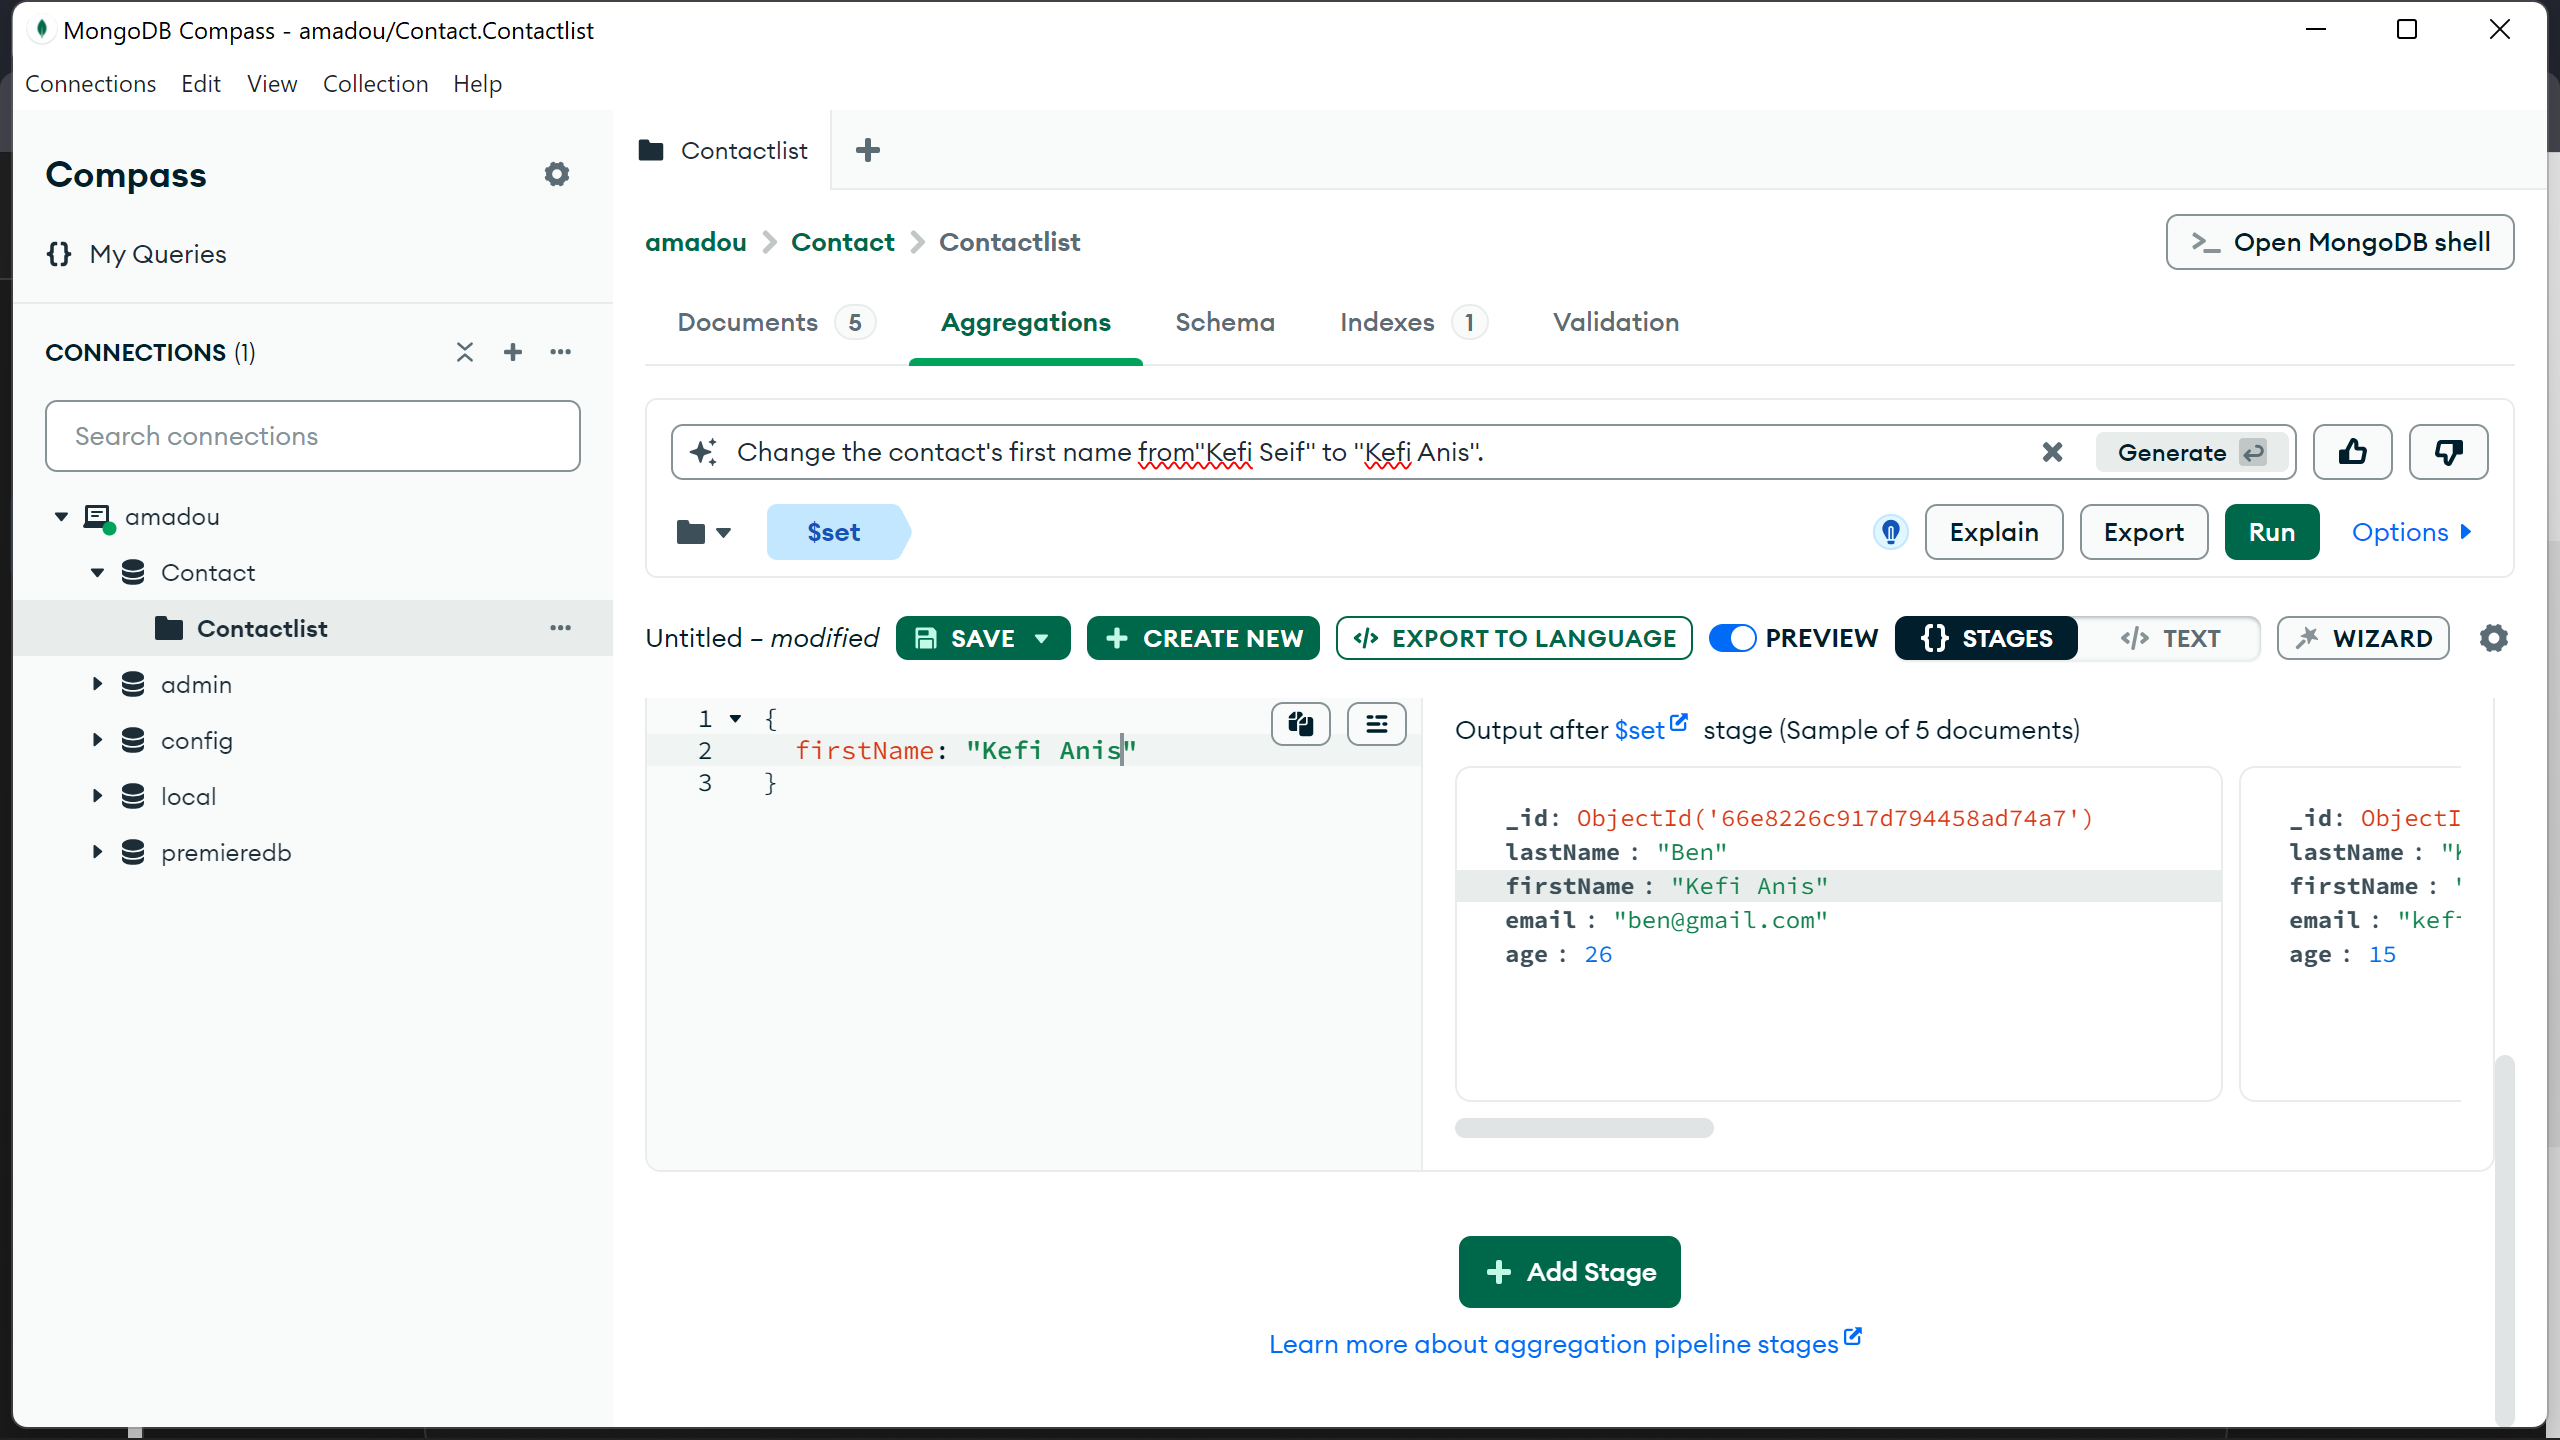 MongoDB Compass - amadou/Contact.Contactlist
Connections Edit View Collection Help
Compass
{} My Queries
CONNECTIONS (1)
Search connections
amadou
Contact
Contactlist
admin
config
local
premieredb
Contactlist
amadou > Contact > Contactlist
>_ Open MongoDB shell
Documents 5 Aggregations Schema Indexes 1 Validation
Change the contact's first name from"Kefi Seif" to "Kefi Anis".
Generate
$set
Explain Export Run Options
Untitled – modified SAVE + CREATE NEW </> EXPORT TO LANGUAGE PREVIEW {} STAGES </> TEXT WIZARD
1 {
2 firstName: "Kefi Anis"
3 }
Output after $set stage (Sample of 5 documents)
_id: ObjectId('66e8226c917d794458ad74a7')
lastName : "Ben"
firstName : "Kefi Anis"
email : "ben@gmail.com"
age : 26
_id: ObjectI
lastName : "
firstName : "
email : "kef
age : 15
+ Add Stage
Learn more about aggregation pipeline stages